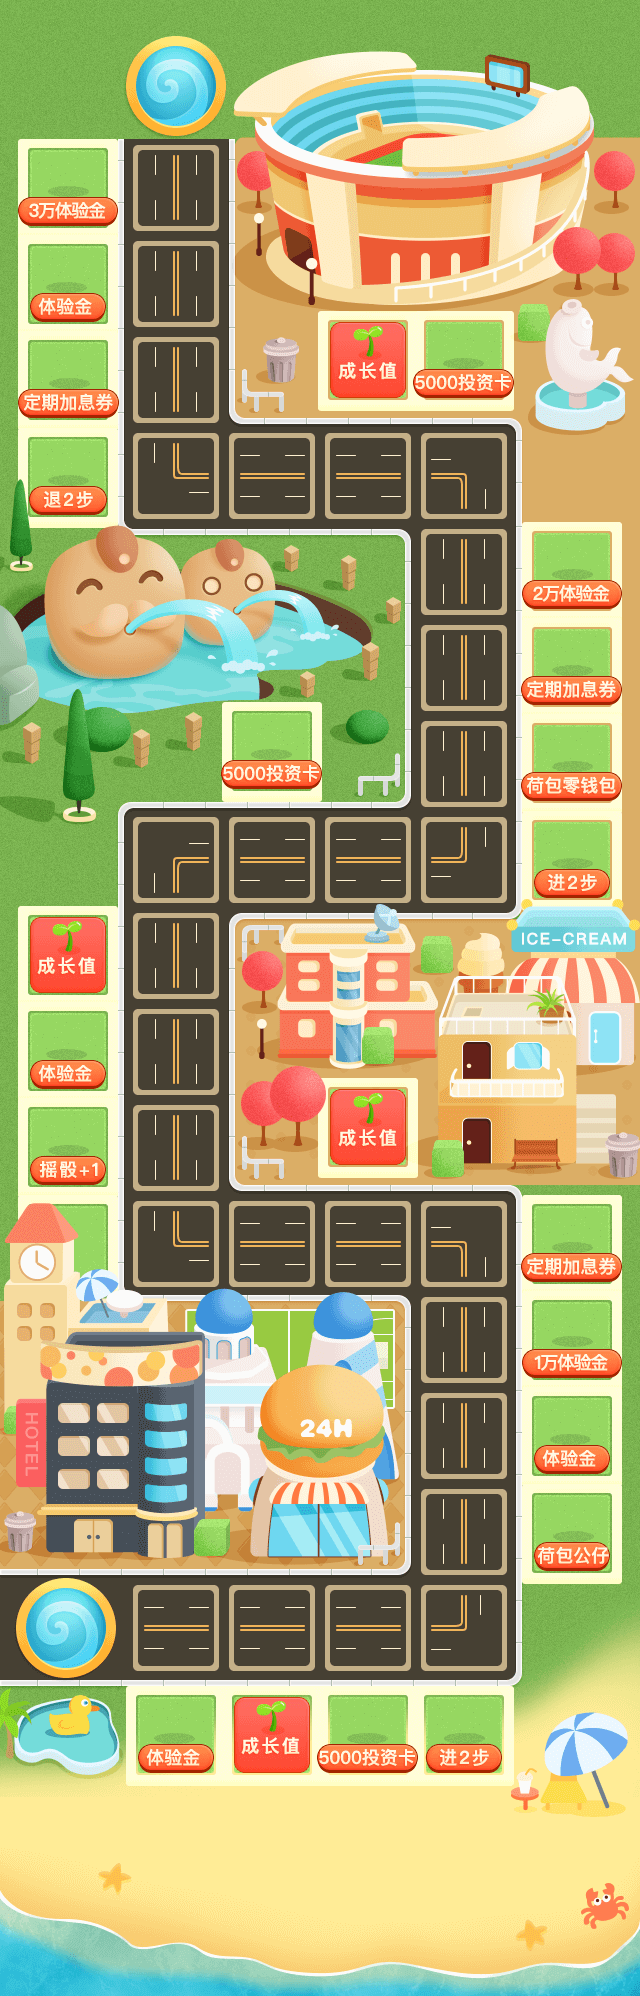 3万体验金
体验金
成长值
5000投资卡
定期加息券
退2步
2万体验金
定期加息券
5000投资卡
荷包零钱包
进2步
ICE-CREAM
成长值
体验金
成长值
摇骰+1
定期加息券
1万体验金
24H
HOTEL
体验金
荷包公仔
体验金
成长值
5000投资卡
进2步